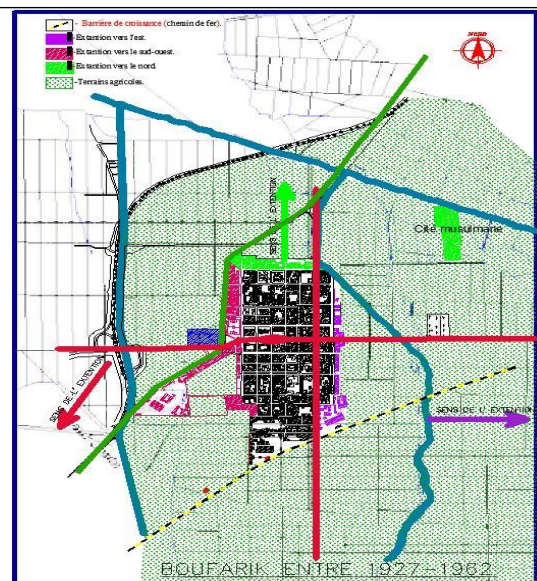 - Barrière de croissance (chemin de fer).
-Extantion vers l'est.
-Extantion vers le sud-ouest.
-Extantion vers le nord.
-Terrains agricoles.
NORD
SENS DE L' EXTENTION
Cité musulmane
SENS DE L' EXTENTION
SENS DE L' EXTENTION
BOUFARIK ENTRE 1927-1962